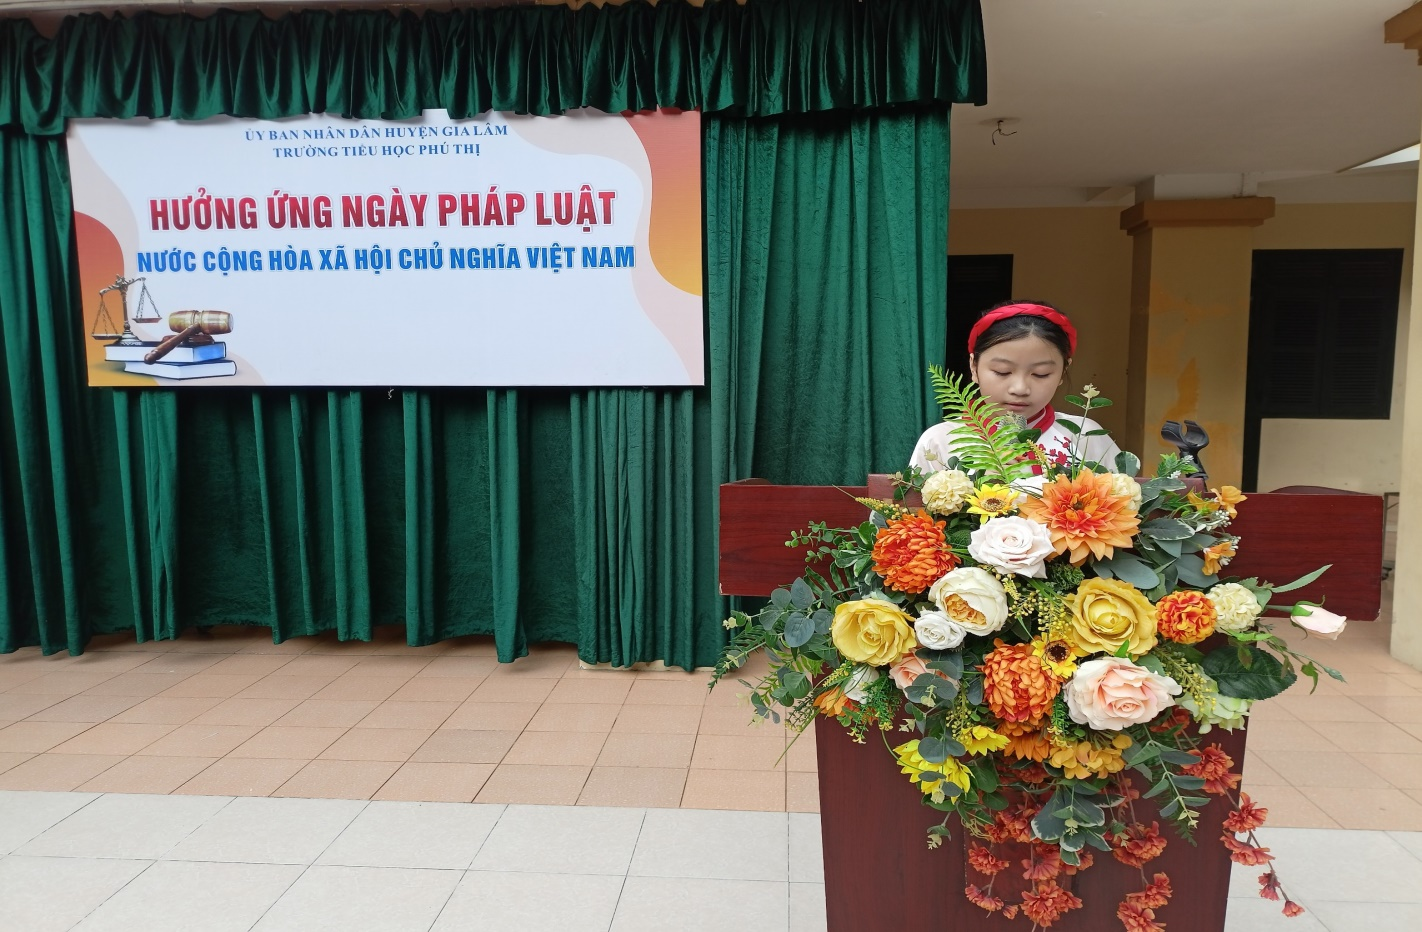 ỦY BAN NHÂN DÂN HUYỆN GIA LÂM
TRƯỜNG TIỂU HỌC PHÚ THỊ
HƯỞNG ỨNG NGÀY PHÁP LUẬT
NƯỚC CỘNG HÒA XÃ HỘI CHỦ NGHĨA VIỆT NAM